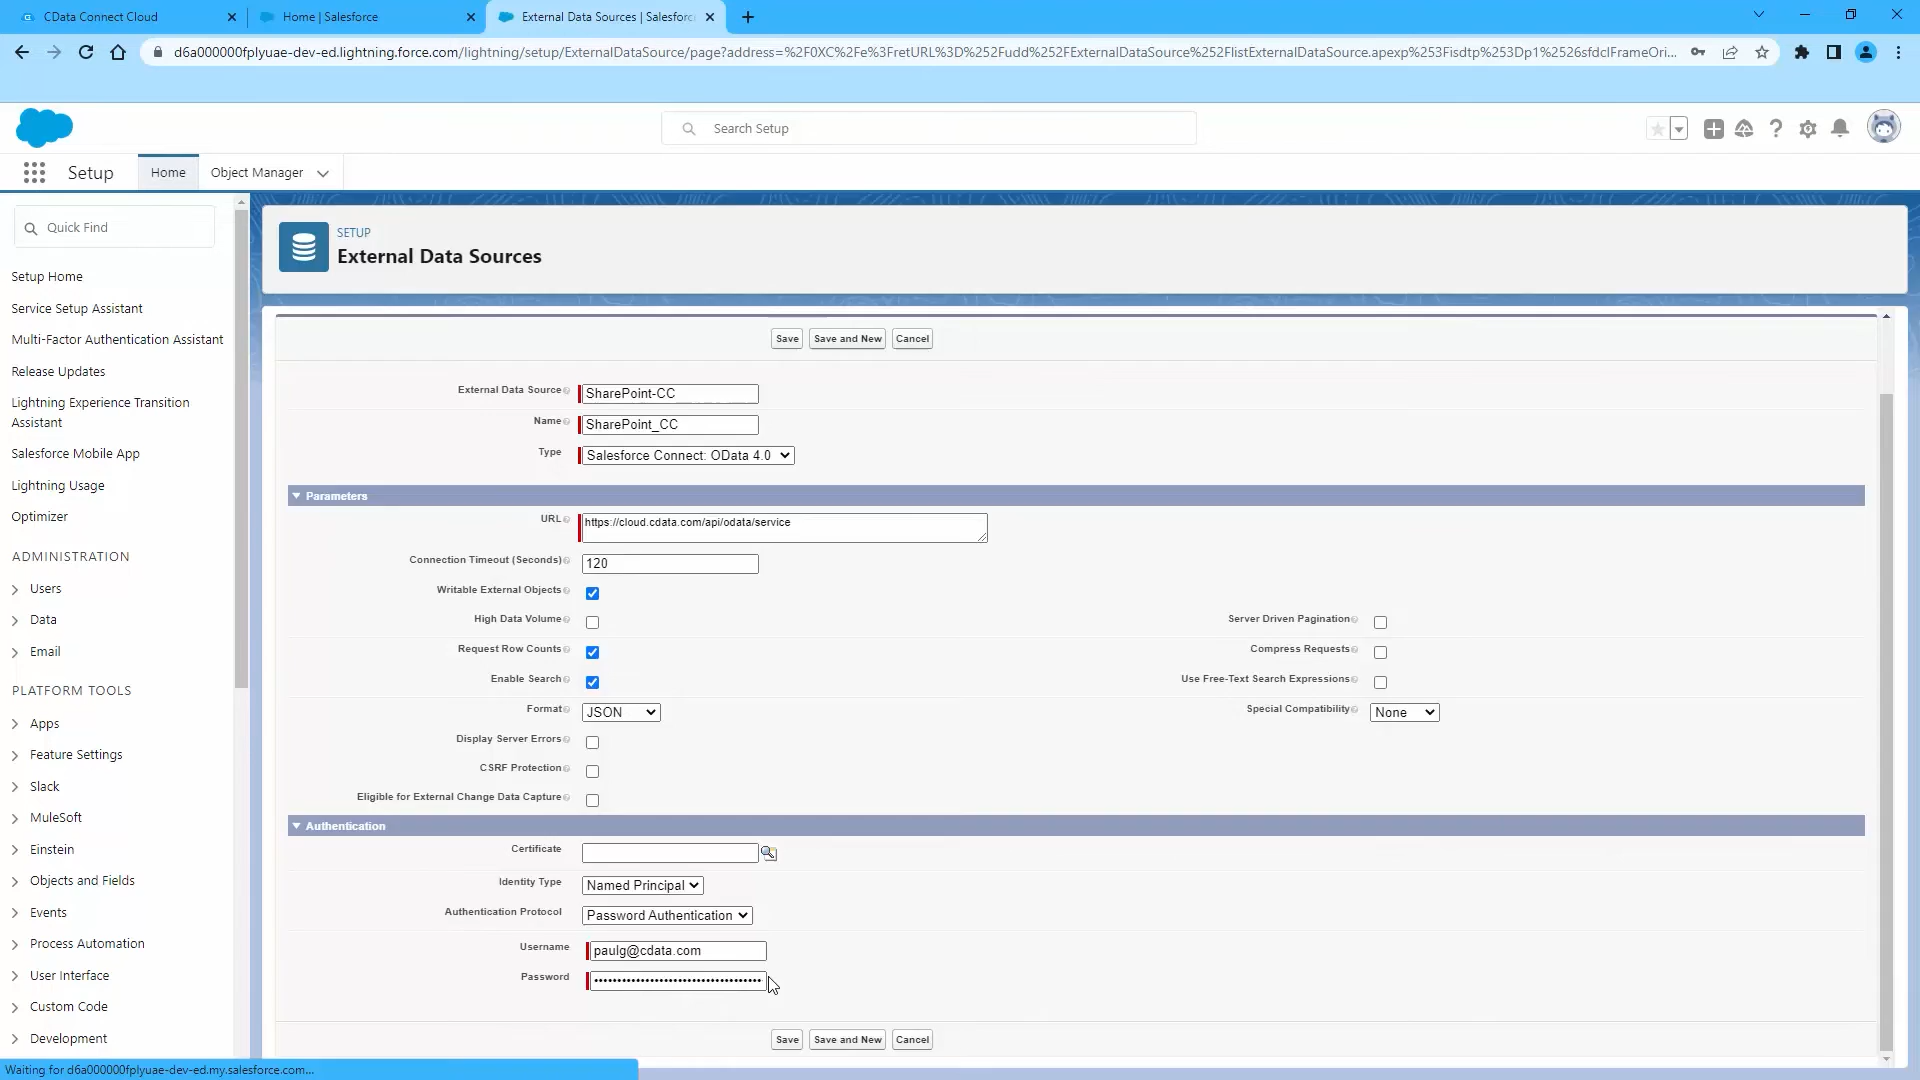 CData Connect Cloud
Home | Salesforce
External Data Sources | Salesforc
d6a000000fplyuae-dev-ed.lightning.force.com/lightning/setup/ExternalDataSource/page?address=%2F0XC%2Fe%3FretURL%3D%252Fudd%252FExternalDataSource%252FlistExternalDataSource.apexp%253Fisdtp%253Dp1%2526sfdcIFrameOri...
Search Setup
Setup
Home
Object Manager
Quick Find
Setup Home
Service Setup Assistant
Multi-Factor Authentication Assistant
Release Updates
Lightning Experience Transition
Assistant
Salesforce Mobile App
Lightning Usage
Optimizer
ADMINISTRATION
Users
Data
Email
PLATFORM TOOLS
Apps
Feature Settings
Slack
MuleSoft
Einstein
Objects and Fields
Events
Process Automation
User Interface
Custom Code
Development
SETUP
External Data Sources
Save
Save and New
Cancel
External Data Source
SharePoint-CC
Name
SharePoint_CC
Type
Salesforce Connect: OData 4.0
Parameters
URL
https://cloud.cdata.com/api/odata/service
Connection Timeout (Seconds)
120
Writable External Objects
High Data Volume
Server Driven Pagination
Request Row Counts
Compress Requests
Enable Search
Use Free-Text Search Expressions
Format
JSON
Special Compatibility
None
Display Server Errors
CSRF Protection
Eligible for External Change Data Capture
Authentication
Certificate
Identity Type
Named Principal
Authentication Protocol
Password Authentication
Username
paulg@cdata.com
Password
Save
Save and New
Cancel
Waiting for d6a000000fplyuae-dev-ed.my.salesforce.com...